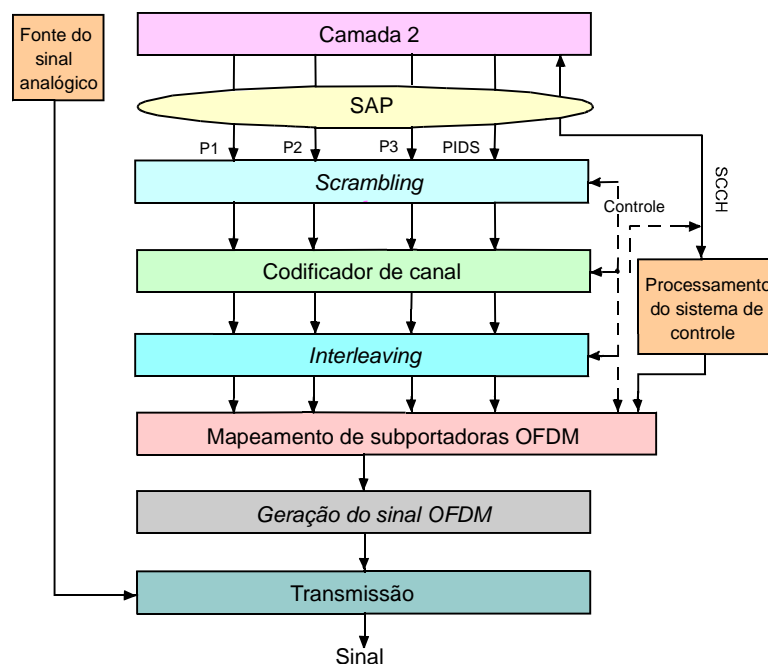 Fonte do
sinal
analógico
Camada 2
SAP
P1
P2
P3
PIDS
Scrambling
Controle
SCCH
Codificador de canal
Processamento
do sistema de
controle
Interleaving
Mapeamento de subportadoras OFDM
Geração do sinal OFDM
Transmissão
Sinal